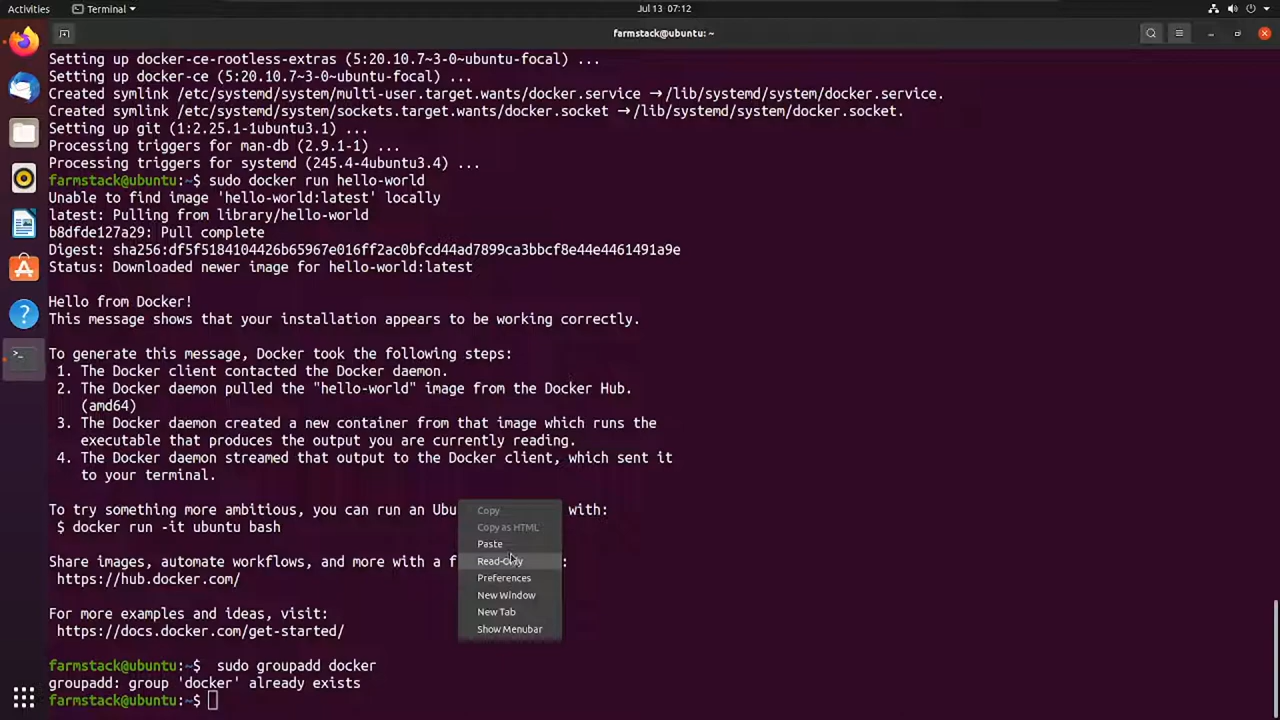 Activities
Terminal
Jul 13 07:12
farmstack@ubuntu: ~
Setting up docker-ce-rootless-extras (5:20.10.7~3-0~ubuntu-focal) ...
Setting up docker-ce (5:20.10.7~3-0~ubuntu-focal) ...
Created symlink /etc/systemd/system/multi-user.target.wants/docker.service → /lib/systemd/system/docker.service.
Created symlink /etc/systemd/system/sockets.target.wants/docker.socket → /lib/systemd/system/docker.socket.
Setting up git (1:2.25.1-1ubuntu3.1) ...
Processing triggers for man-db (2.9.1-1) ...
Processing triggers for systemd (245.4-4ubuntu3.4) ...
farmstack@ubuntu:~$ sudo docker run hello-world
Unable to find image 'hello-world:latest' locally
latest: Pulling from library/hello-world
b8dfde127a29: Pull complete
Digest: sha256:df5f5184104426b65967e016ff2ac0bfcd44ad7899ca3bbcf8e44e4461491a9e
Status: Downloaded newer image for hello-world:latest
Hello from Docker!
This message shows that your installation appears to be working correctly.
To generate this message, Docker took the following steps:
1. The Docker client contacted the Docker daemon.
2. The Docker daemon pulled the "hello-world" image from the Docker Hub.
(amd64)
3. The Docker daemon created a new container from that image which runs the
executable that produces the output you are currently reading.
4. The Docker daemon streamed that output to the Docker client, which sent it
to your terminal.
To try something more ambitious, you can run an Ubu with:
$ docker run -it ubuntu bash
Share images, automate workflows, and more with a f :
https://hub.docker.com/
For more examples and ideas, visit:
https://docs.docker.com/get-started/
farmstack@ubuntu:~$  sudo groupadd docker
groupadd: group 'docker' already exists
farmstack@ubuntu:~$
Copy
Copy as HTML
Paste
Read-Only
Preferences
New Window
New Tab
Show Menubar